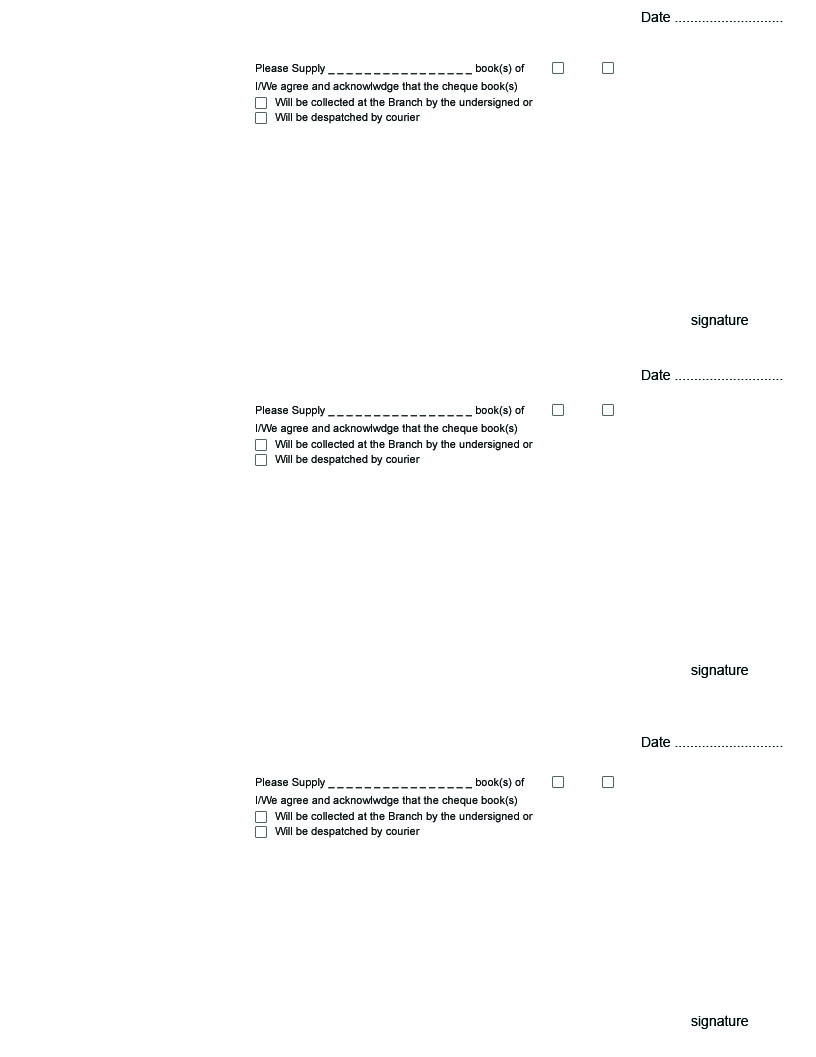 Date ............................
Please Supply _ _ _ _ _ _ _ _ _ _ _ _ _ _ _ _ book(s) of
I/We agree and acknowlwdge that the cheque book(s)
Will be collected at the Branch by the undersigned or
Will be despatched by courier
signature
Date ............................
Please Supply _ _ _ _ _ _ _ _ _ _ _ _ _ _ _ _ book(s) of
I/We agree and acknowlwdge that the cheque book(s)
Will be collected at the Branch by the undersigned or
Will be despatched by courier
signature
Date ............................
Please Supply _ _ _ _ _ _ _ _ _ _ _ _ _ _ _ _ book(s) of
I/We agree and acknowlwdge that the cheque book(s)
Will be collected at the Branch by the undersigned or
Will be despatched by courier
signature